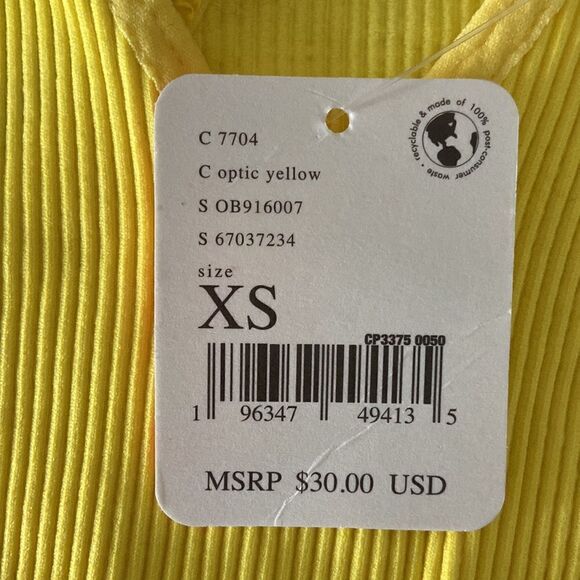 recyclable & made of 100% post-consumer waste •
C 7704
C optic yellow
S OB916007
S 67037234
size
XS
CP3375 0050
1 96347 49413 5
MSRP $30.00 USD